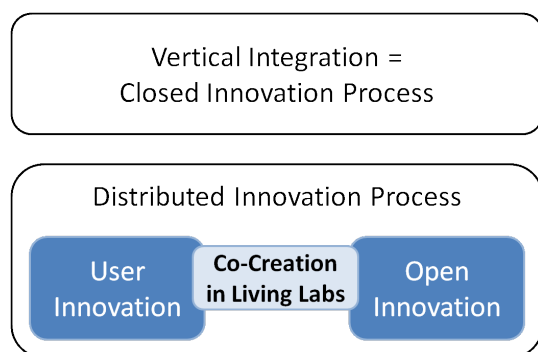 Vertical Integration =
Closed Innovation Process
Distributed Innovation Process
User
Innovation
Co-Creation
in Living Labs
Open
Innovation